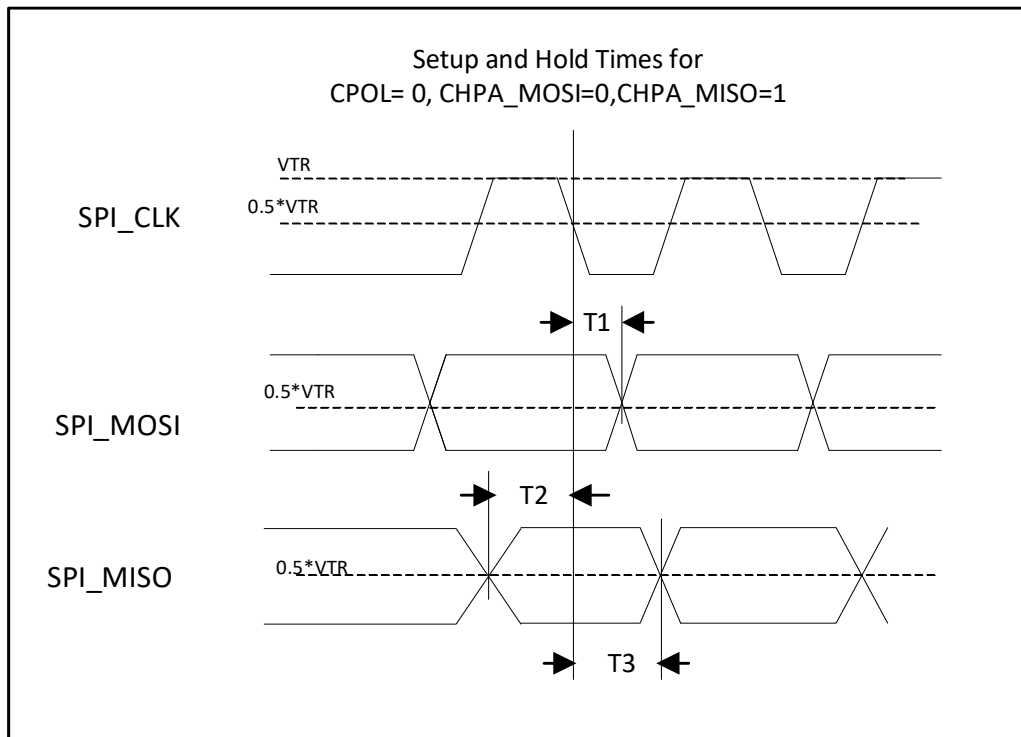 Setup and Hold Times for
CPOL= 0, CHPA_MOSI=0,CHPA_MISO=1
VTR
0.5*VTR
SPI_CLK
T1
0.5*VTR
SPI_MOSI
T2
0.5*VTR
SPI_MISO
T3